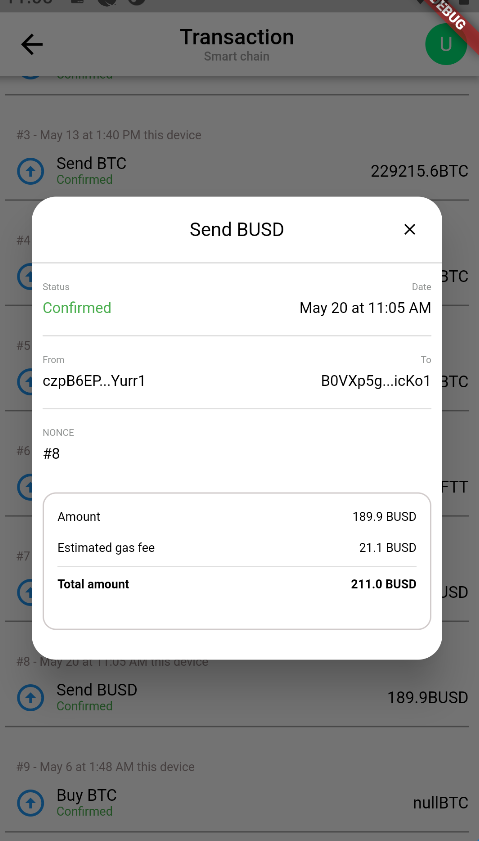 DEBUG
Transaction
Smart chain
U
Confirmed
#3 - May 13 at 1:40 PM this device
Send BTC
229215.6BTC
Confirmed
Send BUSD
#4
BTC
Status
Date
Confirmed
May 20 at 11:05 AM
#5
From
To
czpB6EP...Yurr1
B0VXp5g...icKo1
BTC
NONCE
#6
#8
FTT
Amount
189.9 BUSD
Estimated gas fee
21.1 BUSD
#7
Total amount
211.0 BUSD
USD
#8 - May 20 at 11:05 AM this device
Send BUSD
189.9BUSD
Confirmed
#9 - May 6 at 1:48 AM this device
Buy BTC
nullBTC
Confirmed